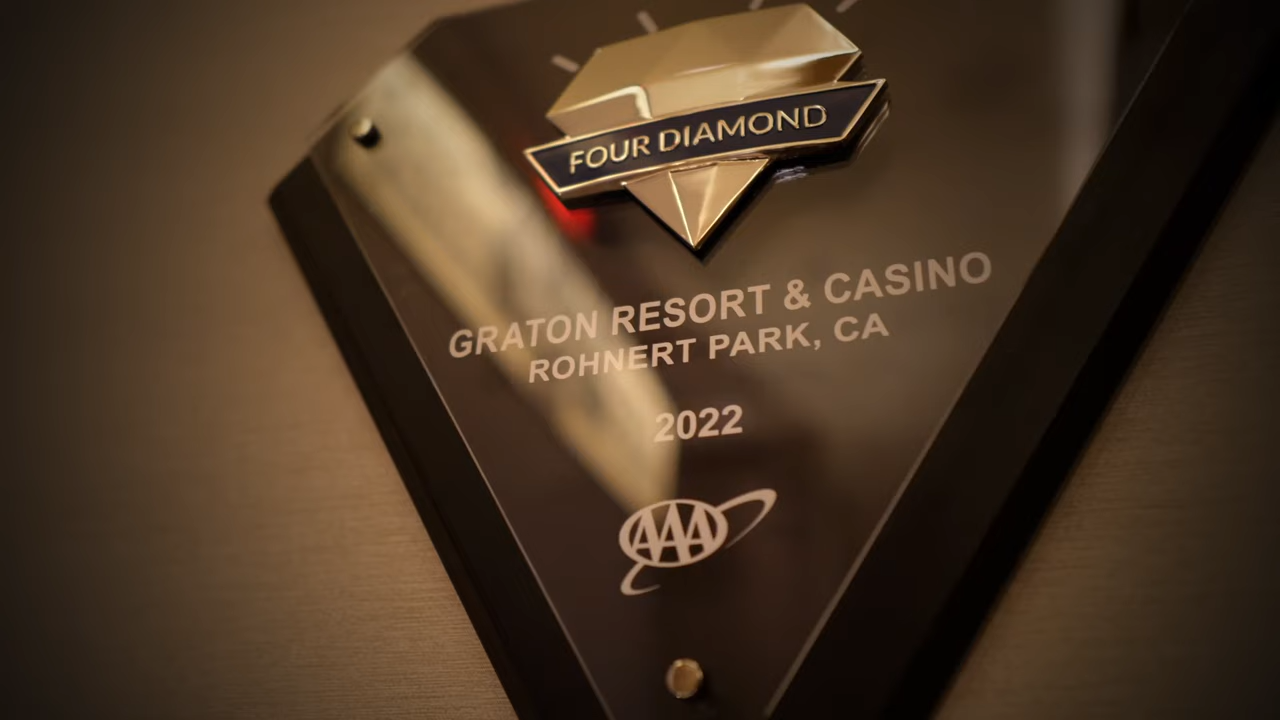 FOUR DIAMOND
GRATON RESORT & CASINO
ROHNERT PARK, CA
2022
AAA